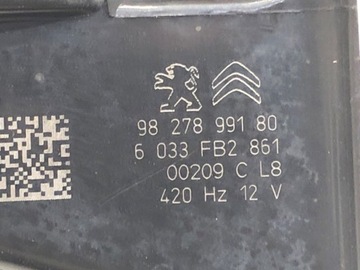 98 278 991 80
6 033 FB2 861
00209 C L8
420 Hz 12 V